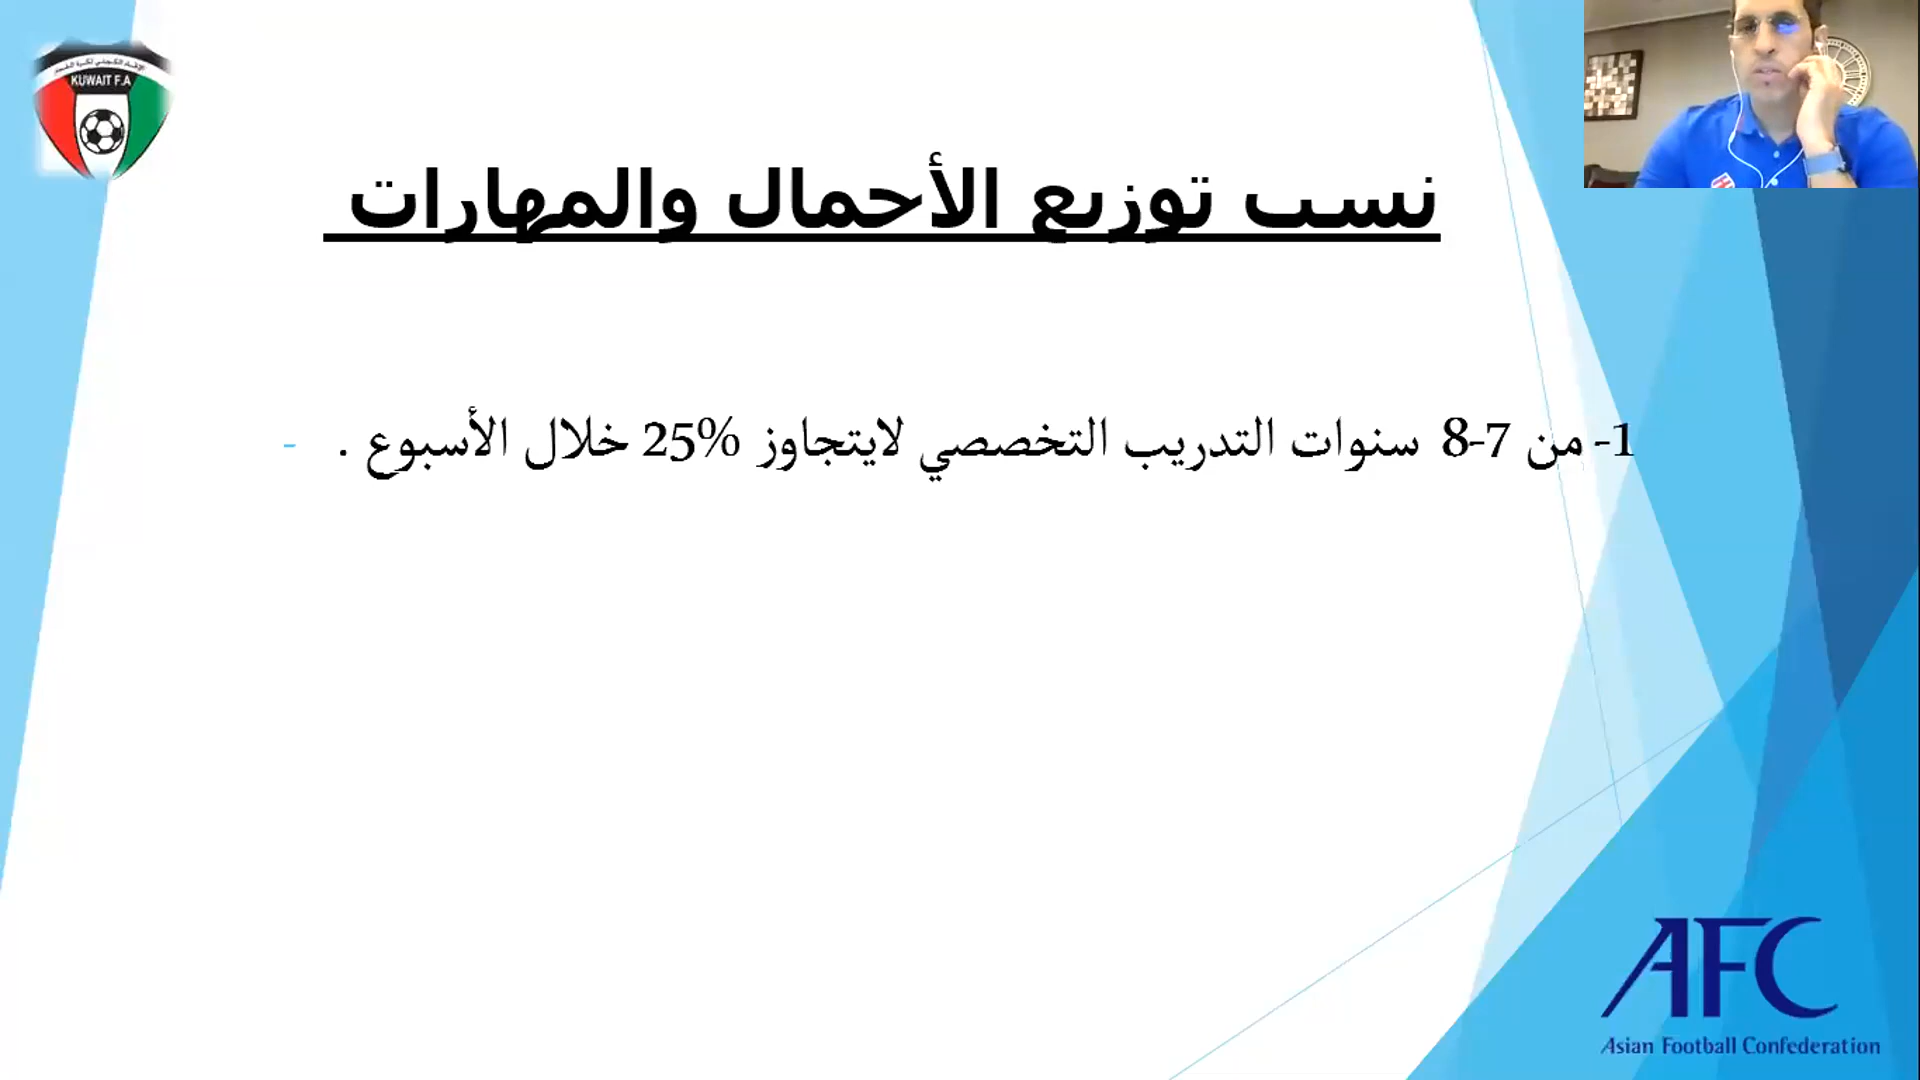 KUWAIT F.A
نسب توزيع الأحمال والمهارات
1- من 7-8 سنوات التدريب التخصصي لايتجاوز 25% خلال الأسبوع .
-
AFC
Asian Football Confederation